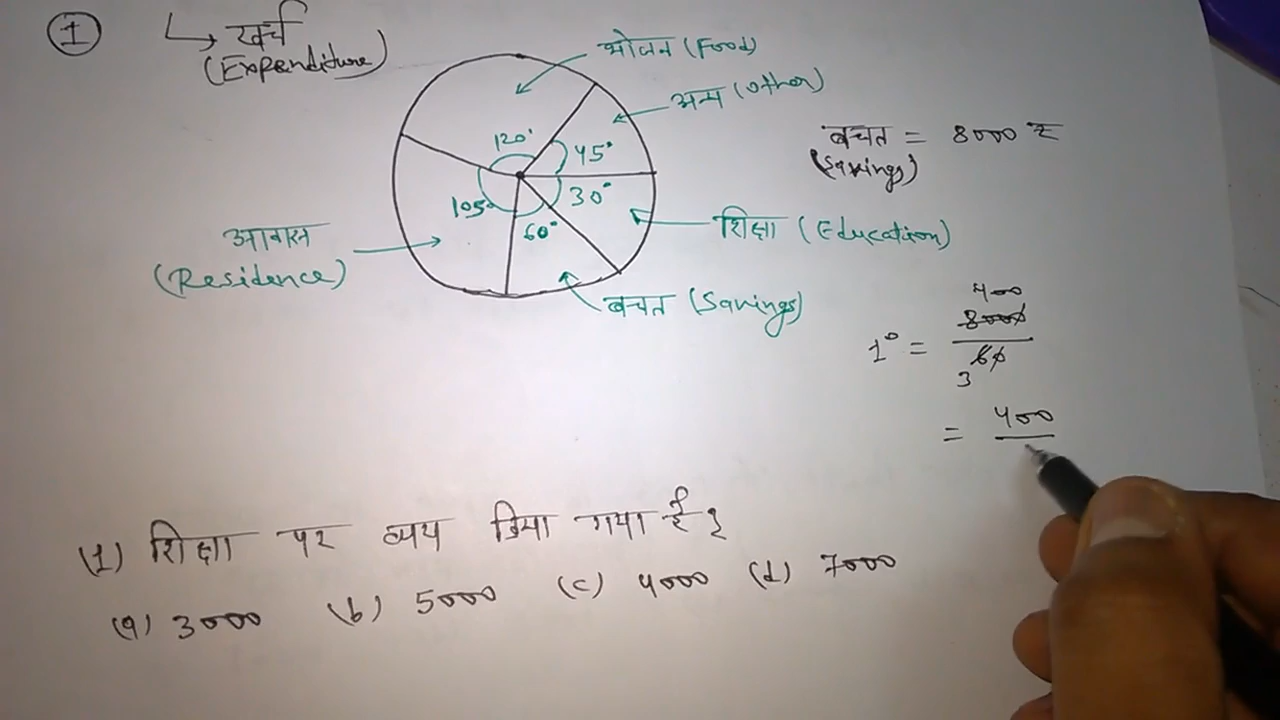 1
↳ खर्च
(Expenditure)
भोजन (Food)
अन्य (Other)
120°
45°
105°
30°
60°
आवास
(Residence)
शिक्षा (Education)
बचत (Savings)
बचत = 8000 ₹
(Savings)
400
1° = 8000/60
3
= 400
(1) शिक्षा पर व्यय किया गया है?
(a) 3000 (b) 5000 (c) 4000 (d) 7000